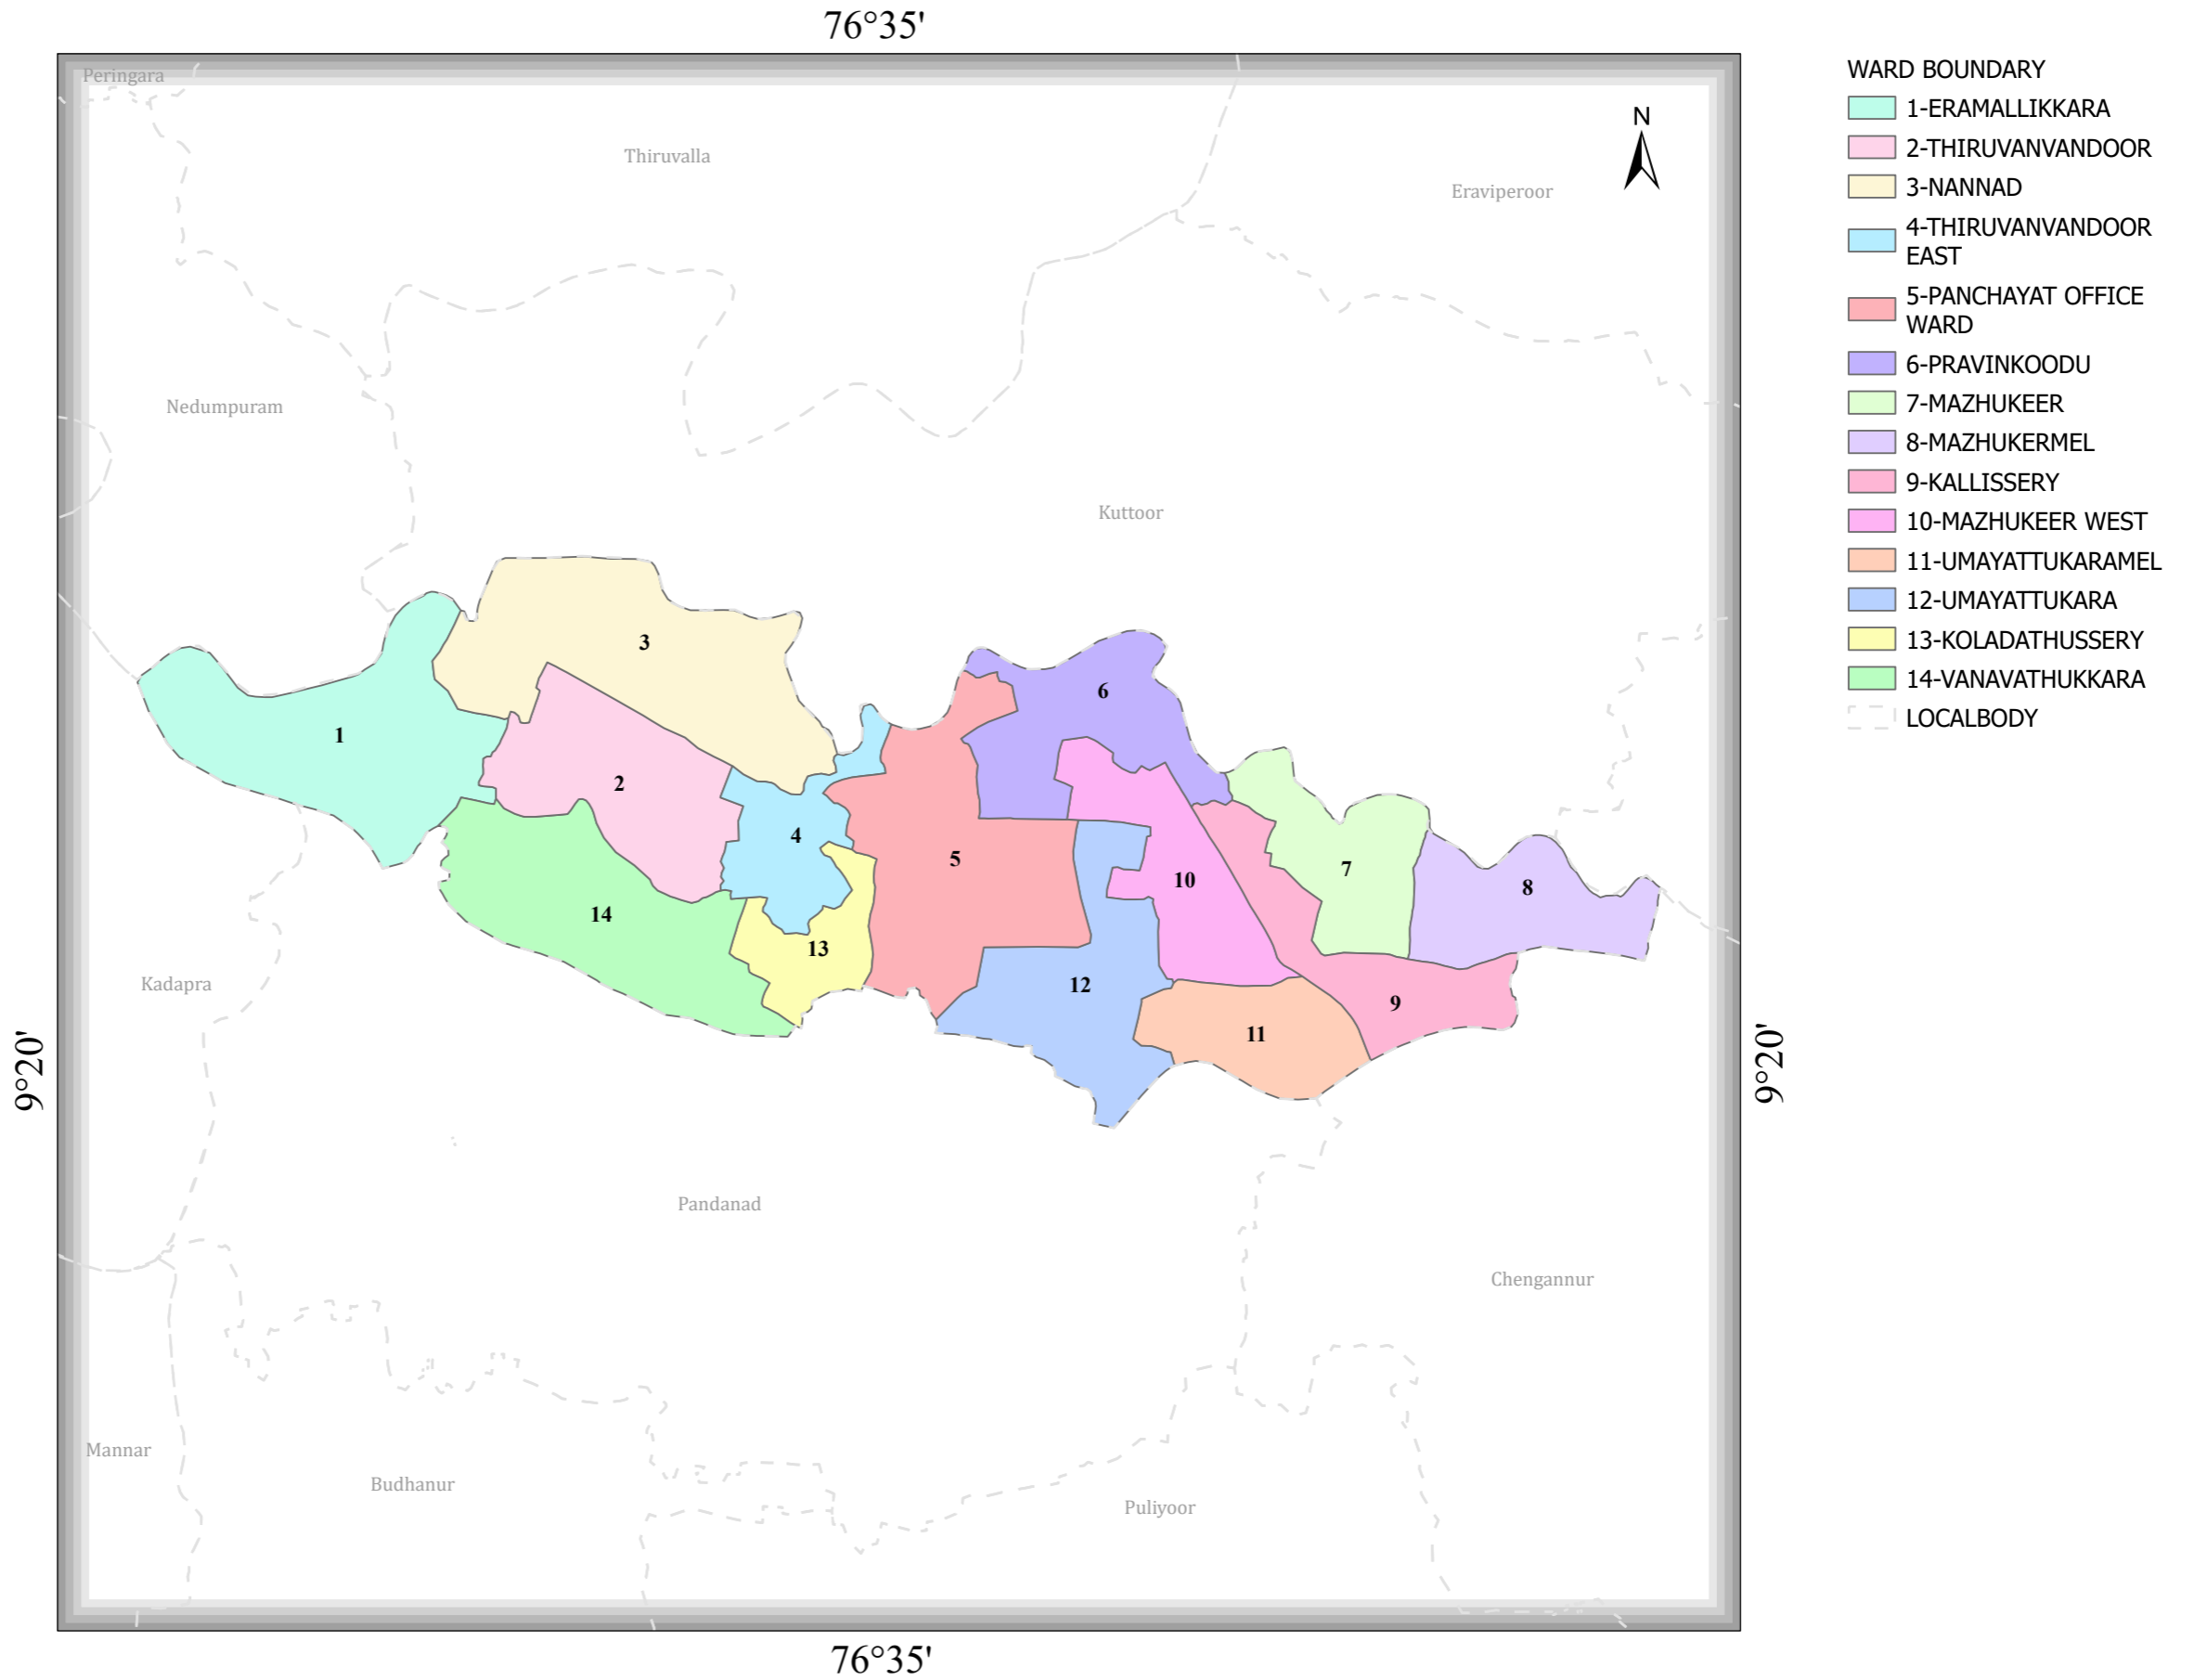 76°35'
Peringara
Thiruvalla
N
Eraviperoor
Nedumpuram
Kuttoor
3
6
1
2
4
5
7
10
8
14
13
12
9
11
Kadapra
9°20'
9°20'
Pandanad
Chengannur
Mannar
Budhanur
Puliyoor
76°35'
WARD BOUNDARY
1-ERAMALLIKKARA
2-THIRUVANVANDOOR
3-NANNAD
4-THIRUVANVANDOOR
EAST
5-PANCHAYAT OFFICE
WARD
6-PRAVINKOODU
7-MAZHUKEER
8-MAZHUKERMEL
9-KALLISSERY
10-MAZHUKEER WEST
11-UMAYATTUKARAMEL
12-UMAYATTUKARA
13-KOLADATHUSSERY
14-VANAVATHUKKARA
LOCALBODY